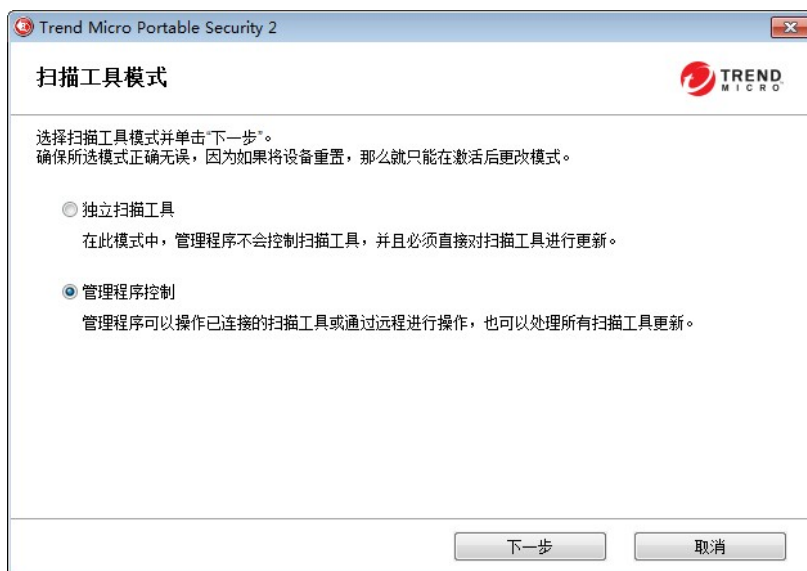 Trend Micro Portable Security 2
扫描工具模式
TREND
MICRO
选择扫描工具模式并单击“下一步”。
确保所选模式正确无误，因为如果将设备重置，那么就只能在激活后更改模式。
独立扫描工具
在此模式中，管理程序不会控制扫描工具，并且必须直接对扫描工具进行更新。
管理程序控制
管理程序可以操作已连接的扫描工具或通过远程进行操作，也可以处理所有扫描工具更新。
下一步
取消